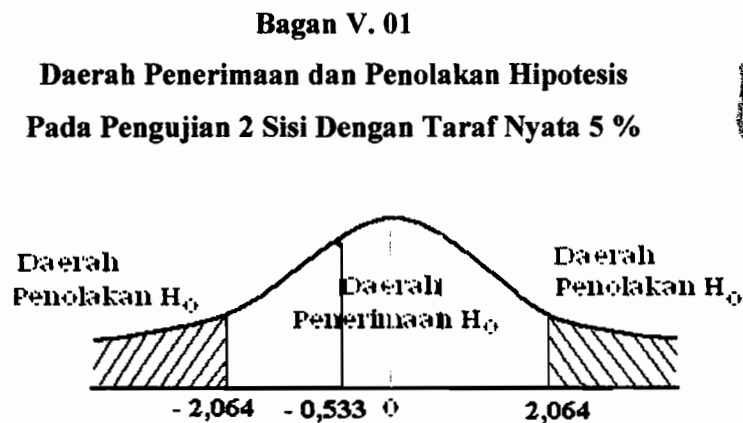 Bagan V. 01
Daerah Penerimaan dan Penolakan Hipotesis
Pada Pengujian 2 Sisi Dengan Taraf Nyata 5 %
Daerah
Penolakan H₀
Daerah
Penerimaan H₀
Daerah
Penolakan H₀
- 2,064 - 0,533 0 2,064